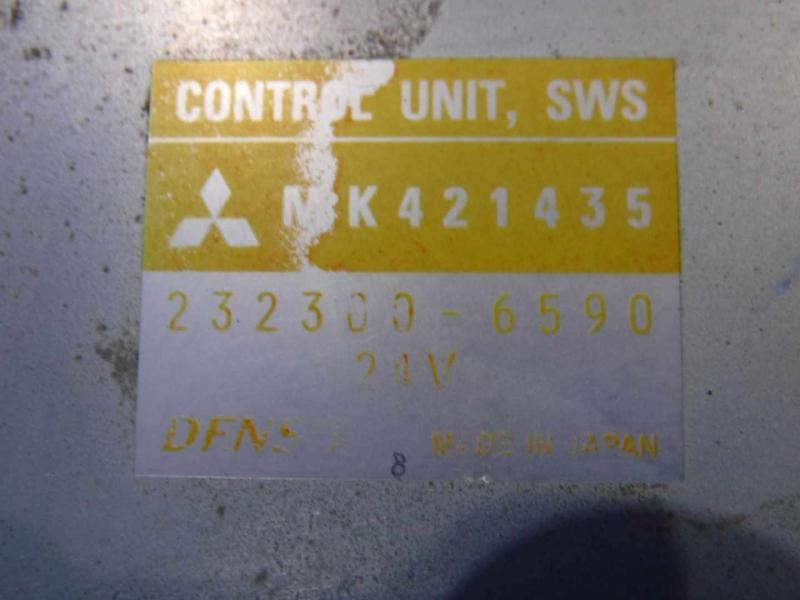 CONTROL UNIT, SWS
MK421435
232300-6590
24V
DENSO
MADE IN JAPAN
8